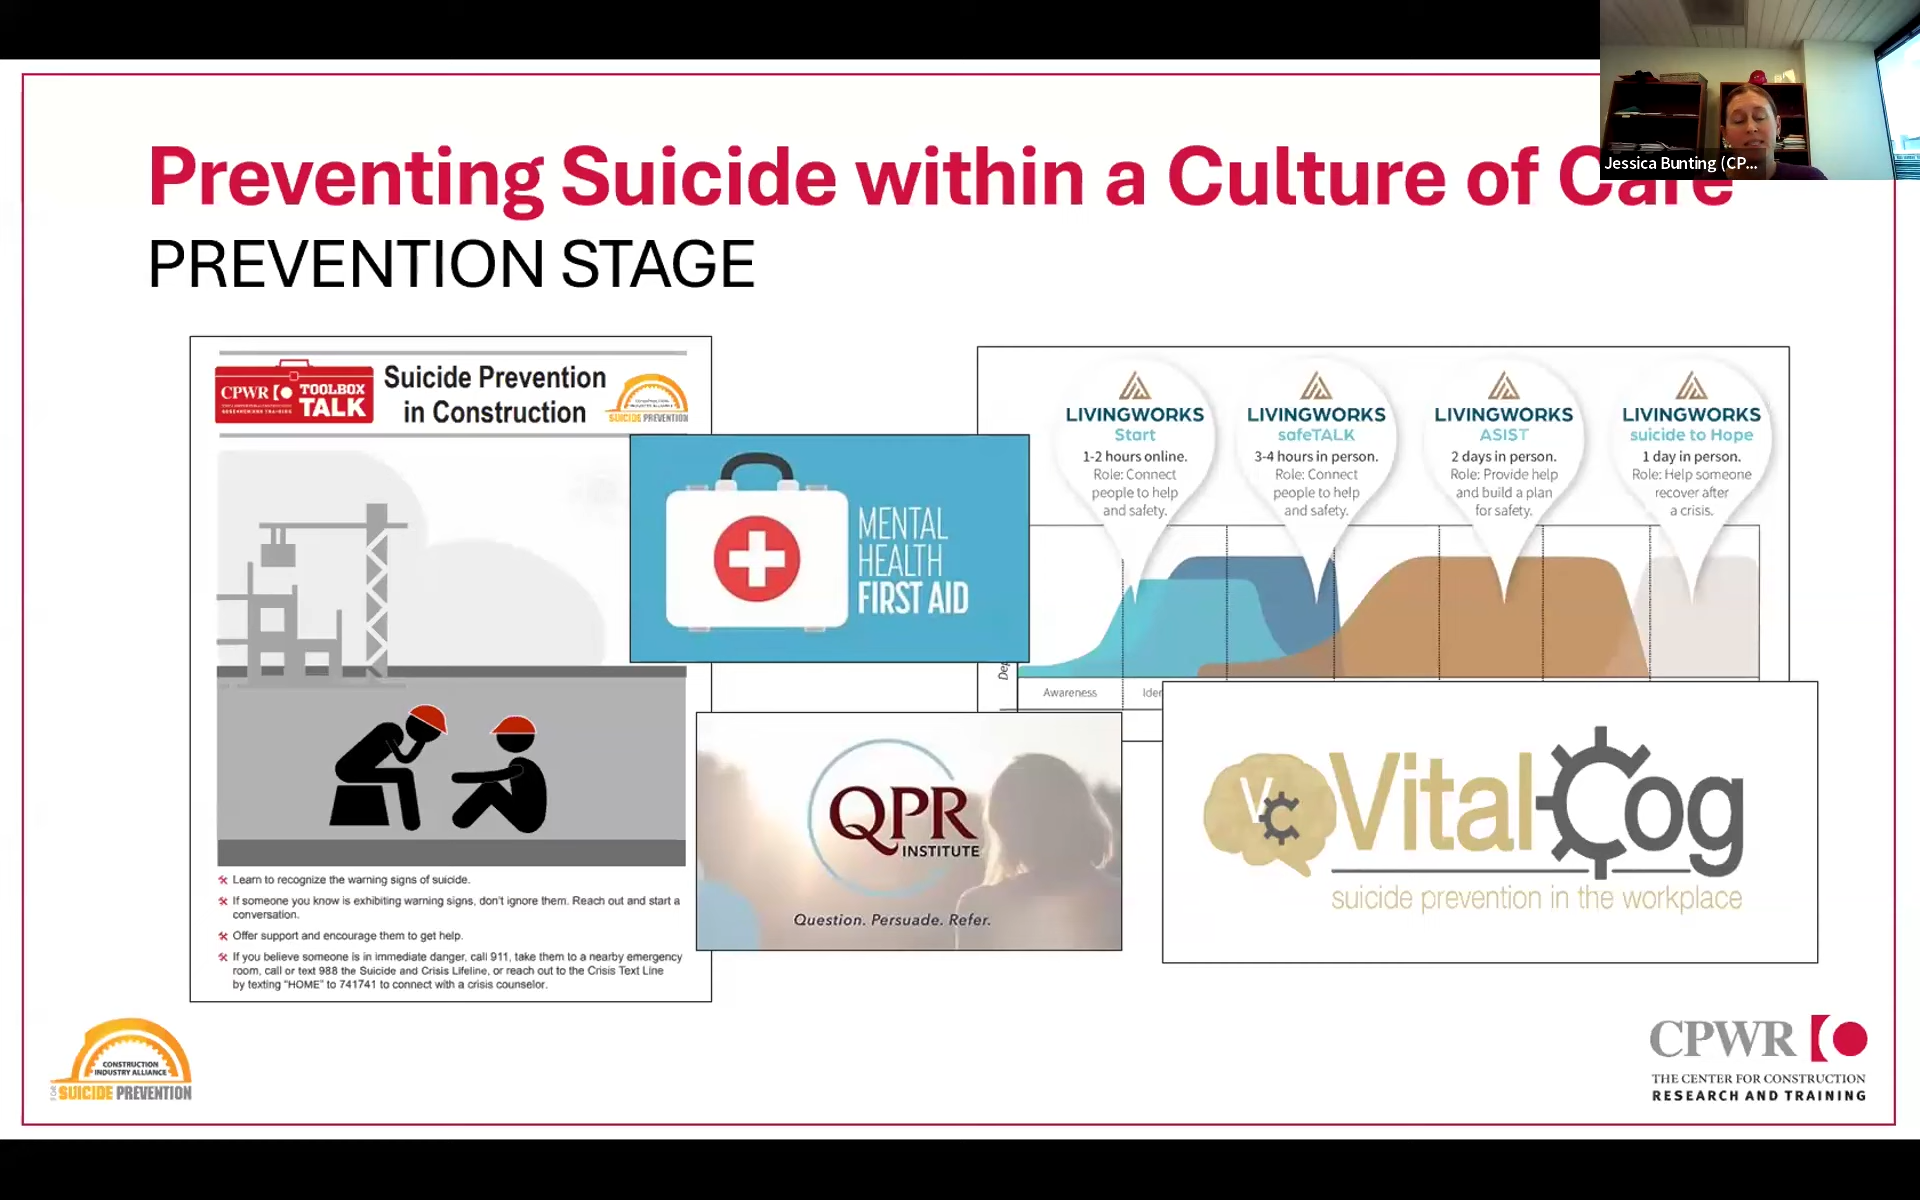 Jessica Bunting (CP...
Preventing Suicide within a Culture of Care
PREVENTION STAGE
CPWR
TOOLBOX
TALK
Suicide Prevention
in Construction
SUICIDE PREVENTION
Learn to recognize the warning signs of suicide.
If someone you know is exhibiting warning signs, don't ignore them. Reach out and start a
conversation.
Offer support and encourage them to get help.
If you believe someone is in immediate danger, call 911, take them to a nearby emergency
room, call or text 988 the Suicide and Crisis Lifeline, or reach out to the Crisis Text Line
by texting "HOME" to 741741 to connect with a crisis counselor.
MENTAL
HEALTH
FIRST AID
LIVINGWORKS
Start
1-2 hours online.
Role: Connect
people to help
and safety.
LIVINGWORKS
safeTALK
3-4 hours in person.
Role: Connect
people to help
and safety.
LIVINGWORKS
ASIST
2 days in person.
Role: Provide help
and build a plan
for safety.
LIVINGWORKS
suicide to Hope
1 day in person.
Role: Help someone
recover after
a crisis.
Awareness
QPR
INSTITUTE
Question. Persuade. Refer.
VC
VitalCog
suicide prevention in the workplace
CONSTRUCTION
INDUSTRY ALLIANCE
FOR
SUICIDE PREVENTION
CPWR
THE CENTER FOR CONSTRUCTION
RESEARCH AND TRAINING